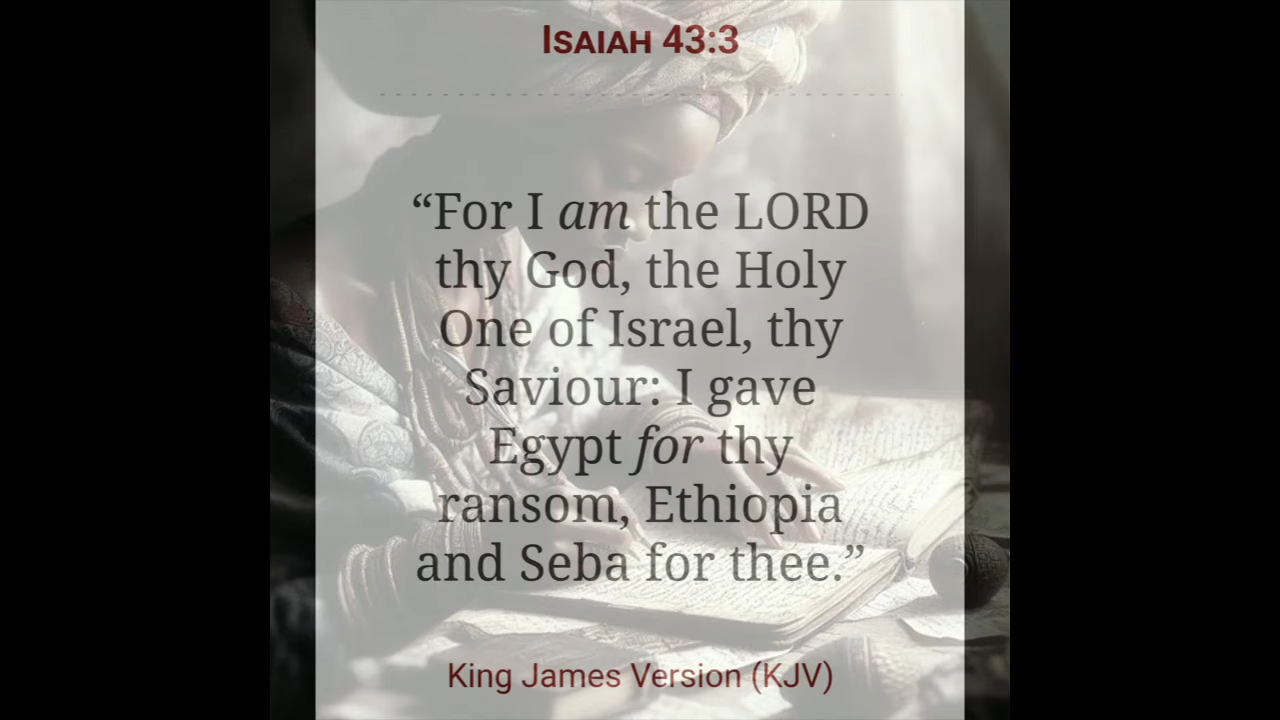 ISAIAH 43:3
“For I am the LORD
thy God, the Holy
One of Israel, thy
Saviour: I gave
Egypt for thy
ransom, Ethiopia
and Seba for thee.”
King James Version (KJV)